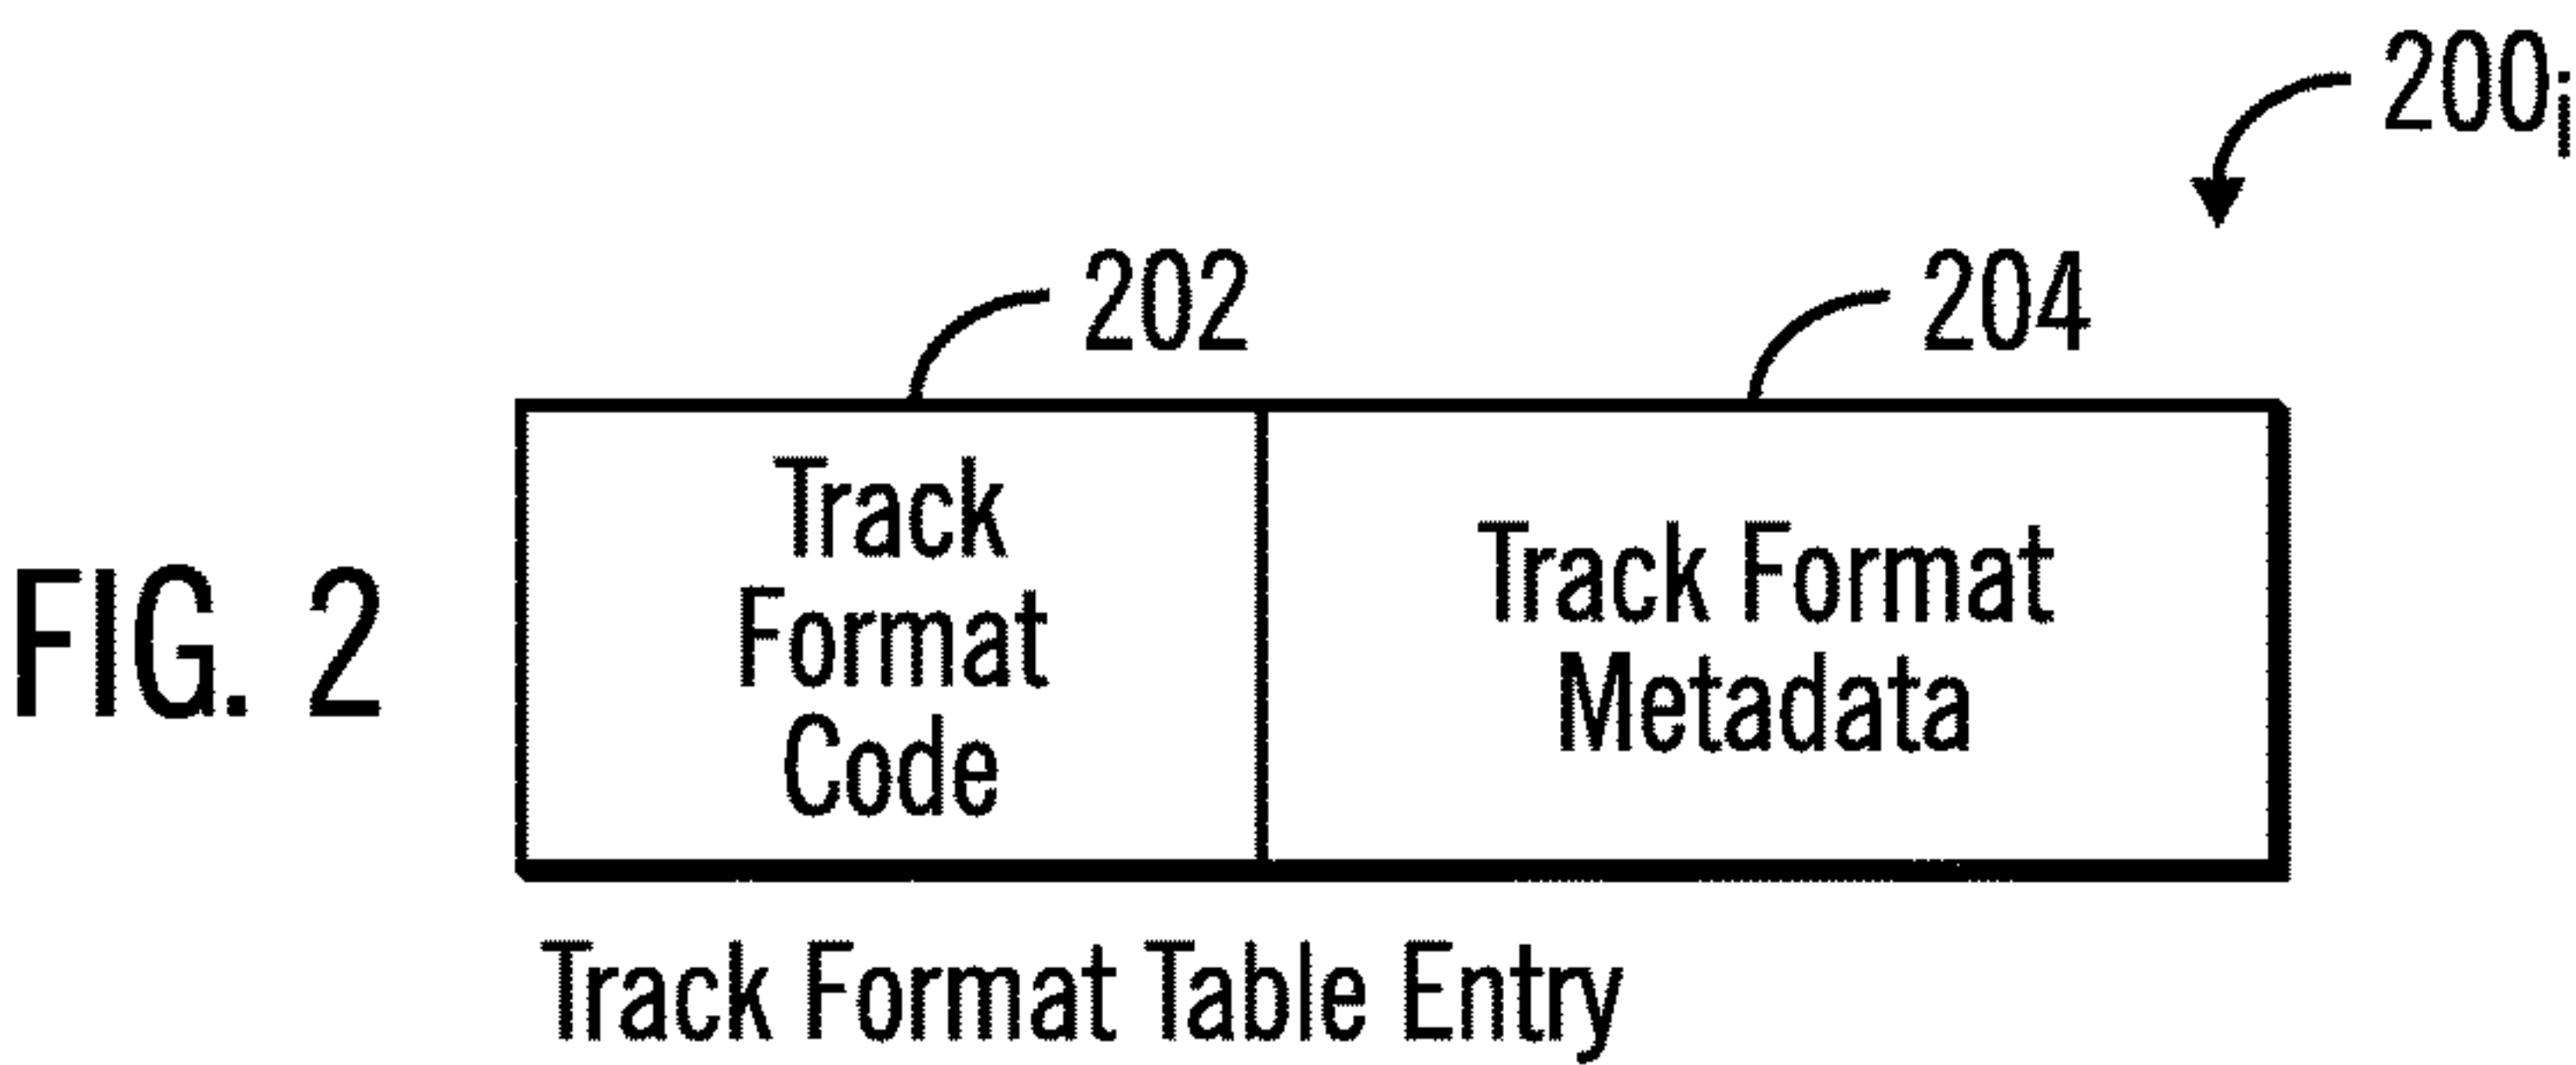 200i
202
204
Track
Format
Code
Track Format
Metadata
FIG. 2
Track Format Table Entry